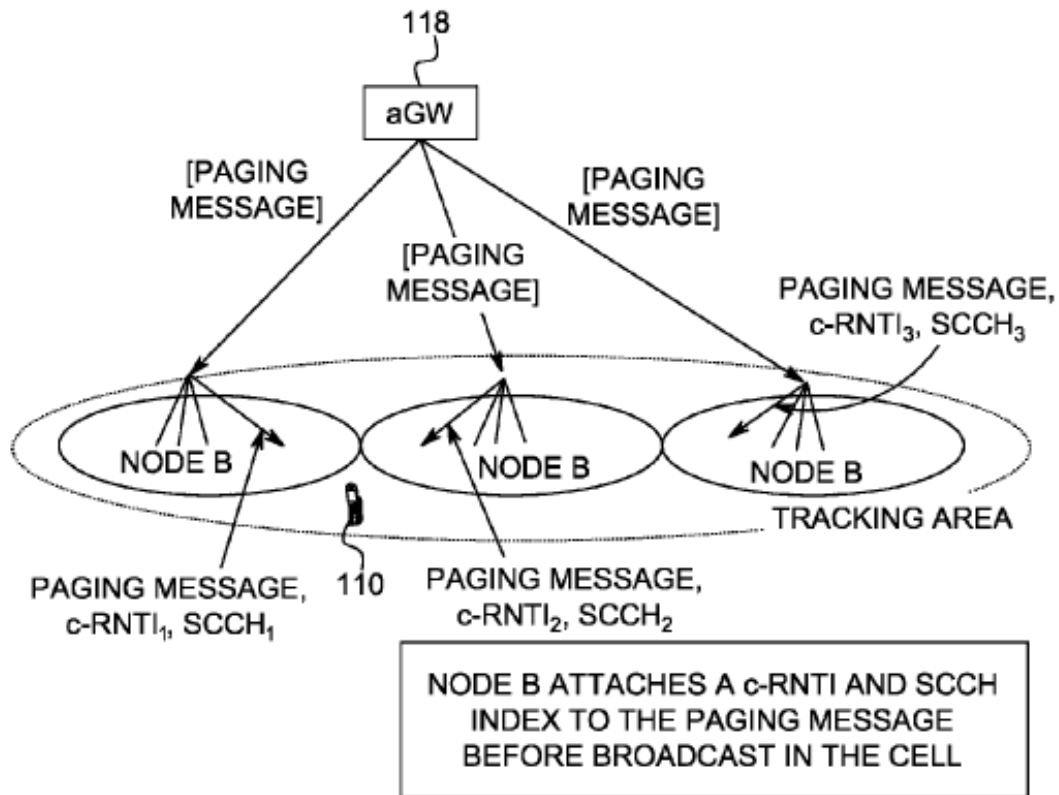 118
aGW
[PAGING
MESSAGE]
[PAGING
MESSAGE]
[PAGING
MESSAGE]
PAGING MESSAGE,
c-RNTI₃, SCCH₃
NODE B
NODE B
NODE B
TRACKING AREA
110
PAGING MESSAGE,
c-RNTI₁, SCCH₁
PAGING MESSAGE,
c-RNTI₂, SCCH₂
NODE B ATTACHES A c-RNTI AND SCCH
INDEX TO THE PAGING MESSAGE
BEFORE BROADCAST IN THE CELL